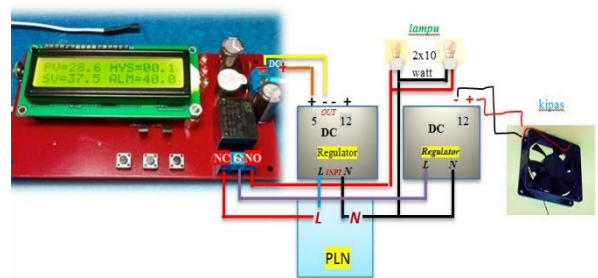 lampu
2x10
watt
kipas
PV=28.6 HYS=00.1
SV=37.5 ALM=40.0
DC +
+ - - +
OUT
5 12
DC
Regulator
L INPT N
- +
DC 12
Regulator
L N
NC G NO
L N
PLN